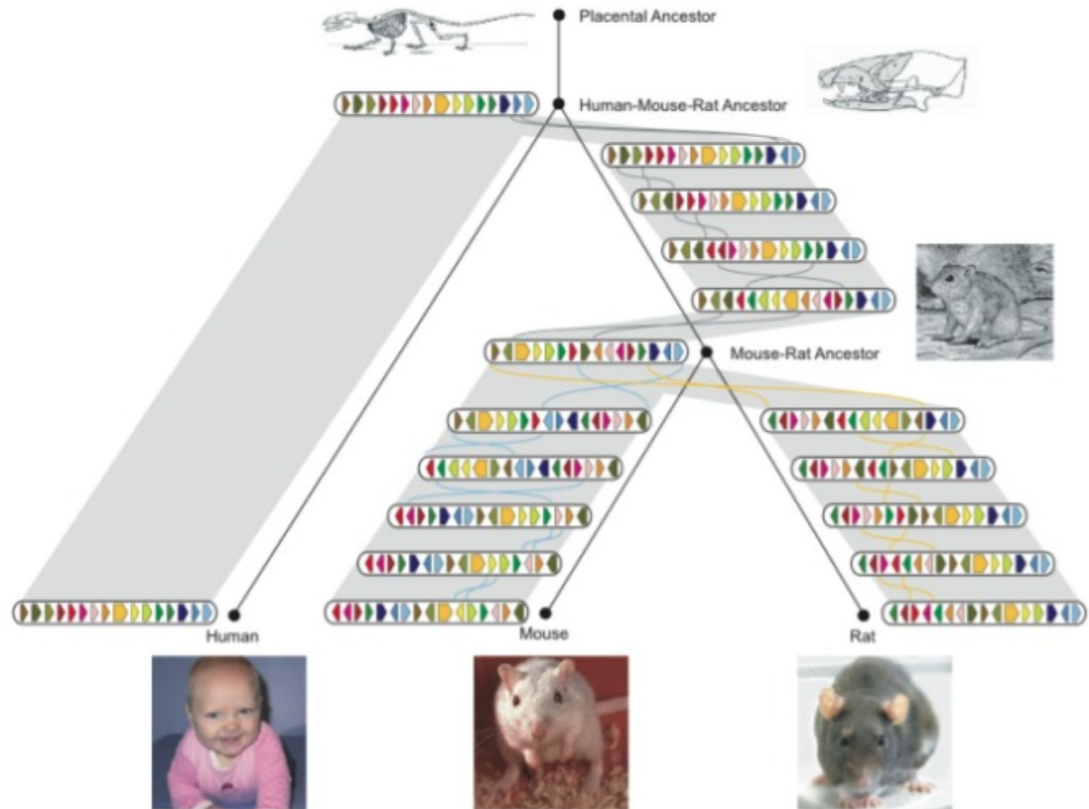 Placental Ancestor
Human-Mouse-Rat Ancestor
Mouse-Rat Ancestor
Human
Mouse
Rat